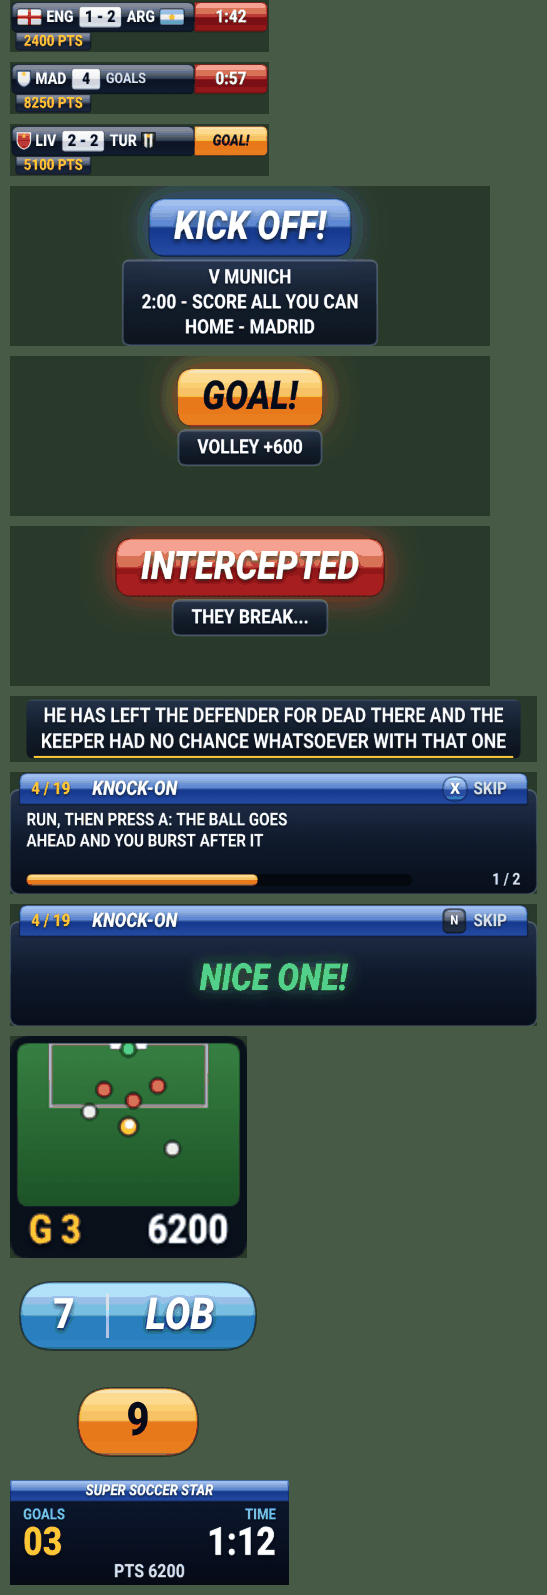 ENG 1 - 2 ARG 1:42
2400 PTS
MAD 4 GOALS 0:57
8250 PTS
LIV 2 - 2 TUR GOAL!
5100 PTS
KICK OFF!
V MUNICH
2:00 - SCORE ALL YOU CAN
HOME - MADRID
GOAL!
VOLLEY +600
INTERCEPTED
THEY BREAK...
HE HAS LEFT THE DEFENDER FOR DEAD THERE AND THE
KEEPER HAD NO CHANCE WHATSOEVER WITH THAT ONE
4 / 19 KNOCK-ON X SKIP
RUN, THEN PRESS A: THE BALL GOES
AHEAD AND YOU BURST AFTER IT
1 / 2
4 / 19 KNOCK-ON N SKIP
NICE ONE!
G 3 6200
7 LOB
9
SUPER SOCCER STAR
GOALS TIME
03 1:12
PTS 6200